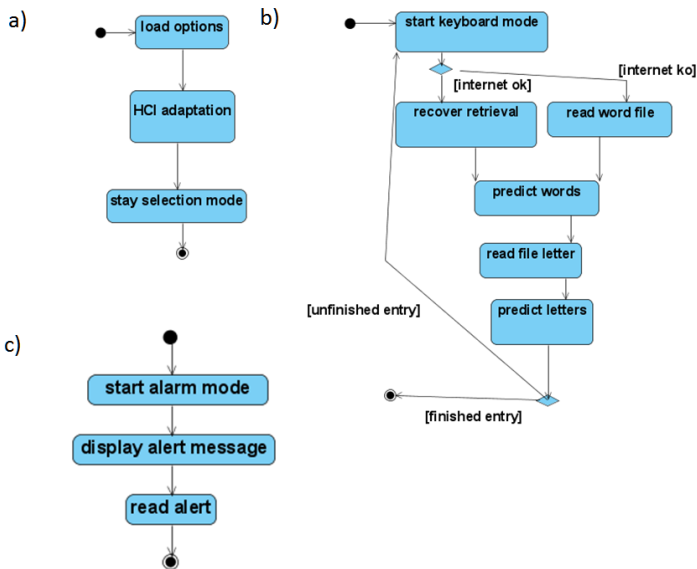 a)
load options
HCI adaptation
stay selection mode
b)
start keyboard mode
[internet ko]
[internet ok]
recover retrieval
read word file
predict words
read file letter
predict letters
[unfinished entry]
[finished entry]
c)
start alarm mode
display alert message
read alert